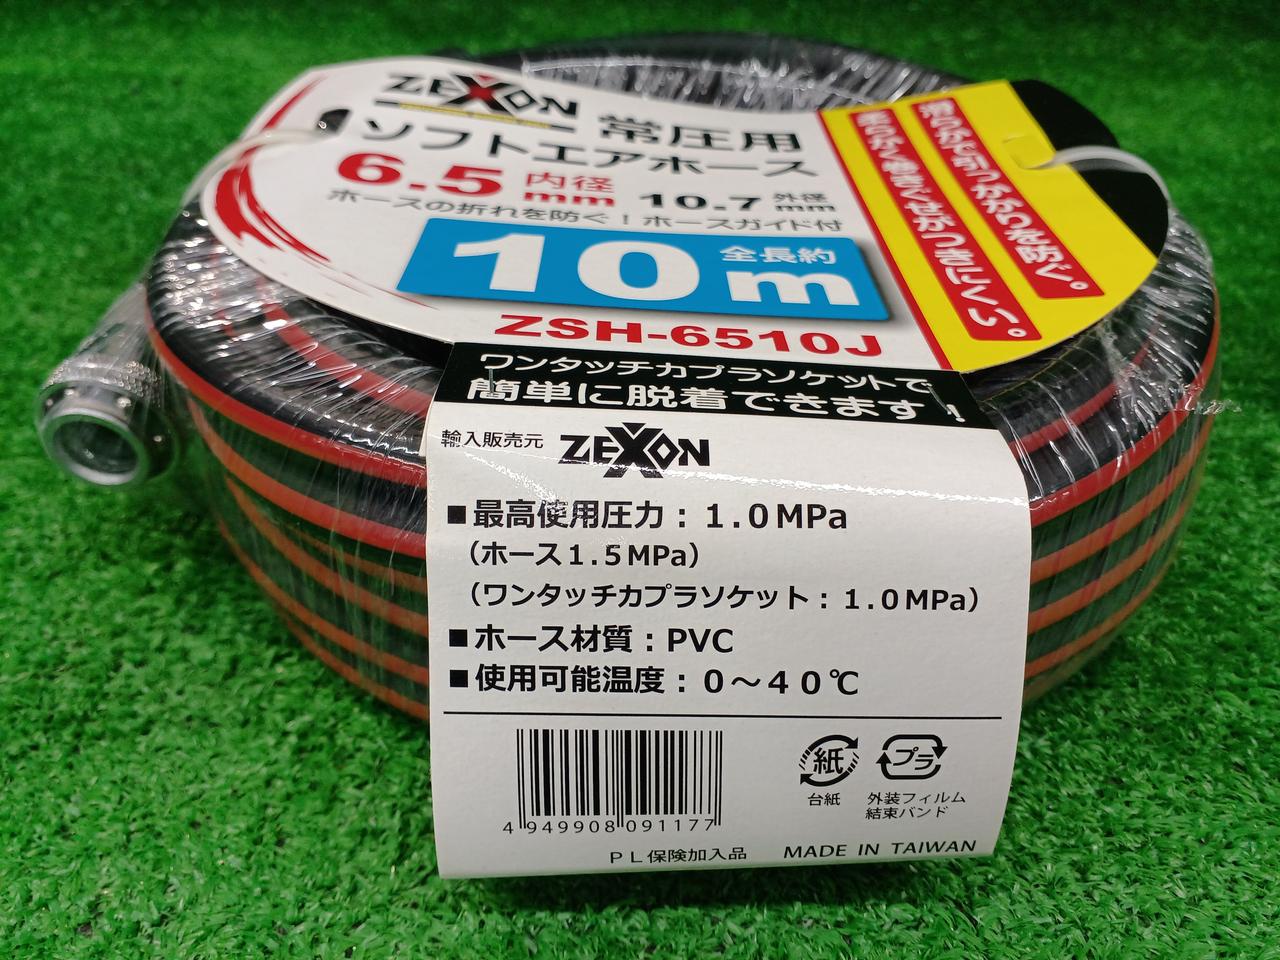 ZEXON
常圧用
ソフトエアホース
6.5 内径 mm 10.7 外径 mm
ホースの折れを防ぐ！ホースガイド付
10m 全長約
ZSH-6510J
滑らかで引っかかりを防ぐ。
柔らかく巻きぐせがつきにくい。
ワンタッチカプラソケットで
簡単に脱着できます！
輸入販売元 ZEXON
■最高使用圧力：1.0MPa
（ホース1.5MPa）
（ワンタッチカプラソケット：1.0MPa）
■ホース材質：PVC
■使用可能温度：0～40℃
紙
台紙
プラ
外装フィルム
結束バンド
4 949908 091177
PL保険加入品 MADE IN TAIWAN